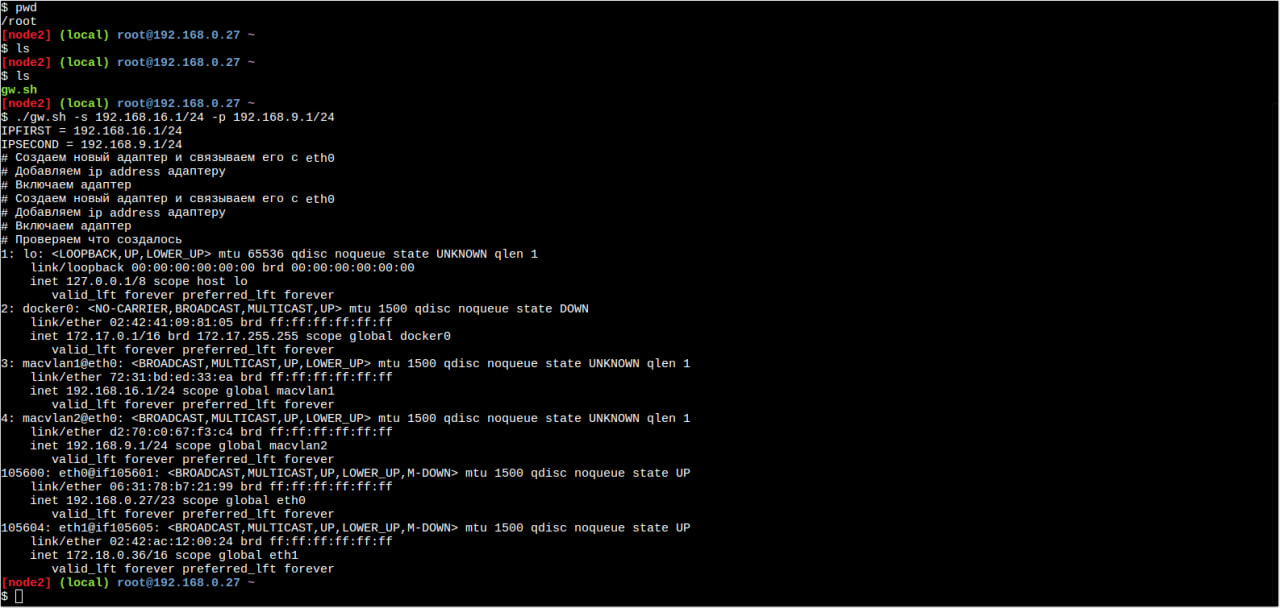 $ pwd
/root
[node2] (local) root@192.168.0.27 ~
$ ls
[node2] (local) root@192.168.0.27 ~
$ ls
gw.sh
[node2] (local) root@192.168.0.27 ~
$ ./gw.sh -s 192.168.16.1/24 -p 192.168.9.1/24
IPFIRST = 192.168.16.1/24
IPSECOND = 192.168.9.1/24
# Создаем новый адаптер и связываем его с eth0
# Добавляем ip address адаптеру
# Включаем адаптер
# Создаем новый адаптер и связываем его с eth0
# Добавляем ip address адаптеру
# Включаем адаптер
# Проверяем что создалось
1: lo: <LOOPBACK,UP,LOWER_UP> mtu 65536 qdisc noqueue state UNKNOWN qlen 1
    link/loopback 00:00:00:00:00:00 brd 00:00:00:00:00:00
    inet 127.0.0.1/8 scope host lo
       valid_lft forever preferred_lft forever
2: docker0: <NO-CARRIER,BROADCAST,MULTICAST,UP> mtu 1500 qdisc noqueue state DOWN
    link/ether 02:42:41:09:81:05 brd ff:ff:ff:ff:ff:ff
    inet 172.17.0.1/16 brd 172.17.255.255 scope global docker0
       valid_lft forever preferred_lft forever
3: macvlan1@eth0: <BROADCAST,MULTICAST,UP,LOWER_UP> mtu 1500 qdisc noqueue state UNKNOWN qlen 1
    link/ether 72:31:bd:ed:33:ea brd ff:ff:ff:ff:ff:ff
    inet 192.168.16.1/24 scope global macvlan1
       valid_lft forever preferred_lft forever
4: macvlan2@eth0: <BROADCAST,MULTICAST,UP,LOWER_UP> mtu 1500 qdisc noqueue state UNKNOWN qlen 1
    link/ether d2:70:c0:67:f3:c4 brd ff:ff:ff:ff:ff:ff
    inet 192.168.9.1/24 scope global macvlan2
       valid_lft forever preferred_lft forever
105600: eth0@if105601: <BROADCAST,MULTICAST,UP,LOWER_UP,M-DOWN> mtu 1500 qdisc noqueue state UP
    link/ether 06:31:78:b7:21:99 brd ff:ff:ff:ff:ff:ff
    inet 192.168.0.27/23 scope global eth0
       valid_lft forever preferred_lft forever
105604: eth1@if105605: <BROADCAST,MULTICAST,UP,LOWER_UP,M-DOWN> mtu 1500 qdisc noqueue state UP
    link/ether 02:42:ac:12:00:24 brd ff:ff:ff:ff:ff:ff
    inet 172.18.0.36/16 scope global eth1
       valid_lft forever preferred_lft forever
[node2] (local) root@192.168.0.27 ~
$